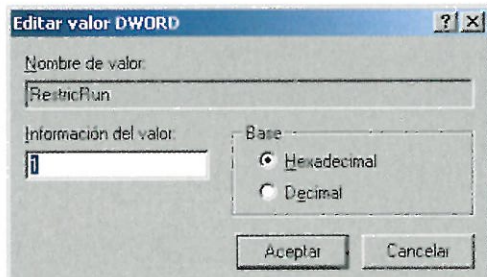 Editar valor DWORD
Nombre de valor:
RestricRun
Información del valor:
1
Base
Hexadecimal
Decimal
Aceptar
Cancelar